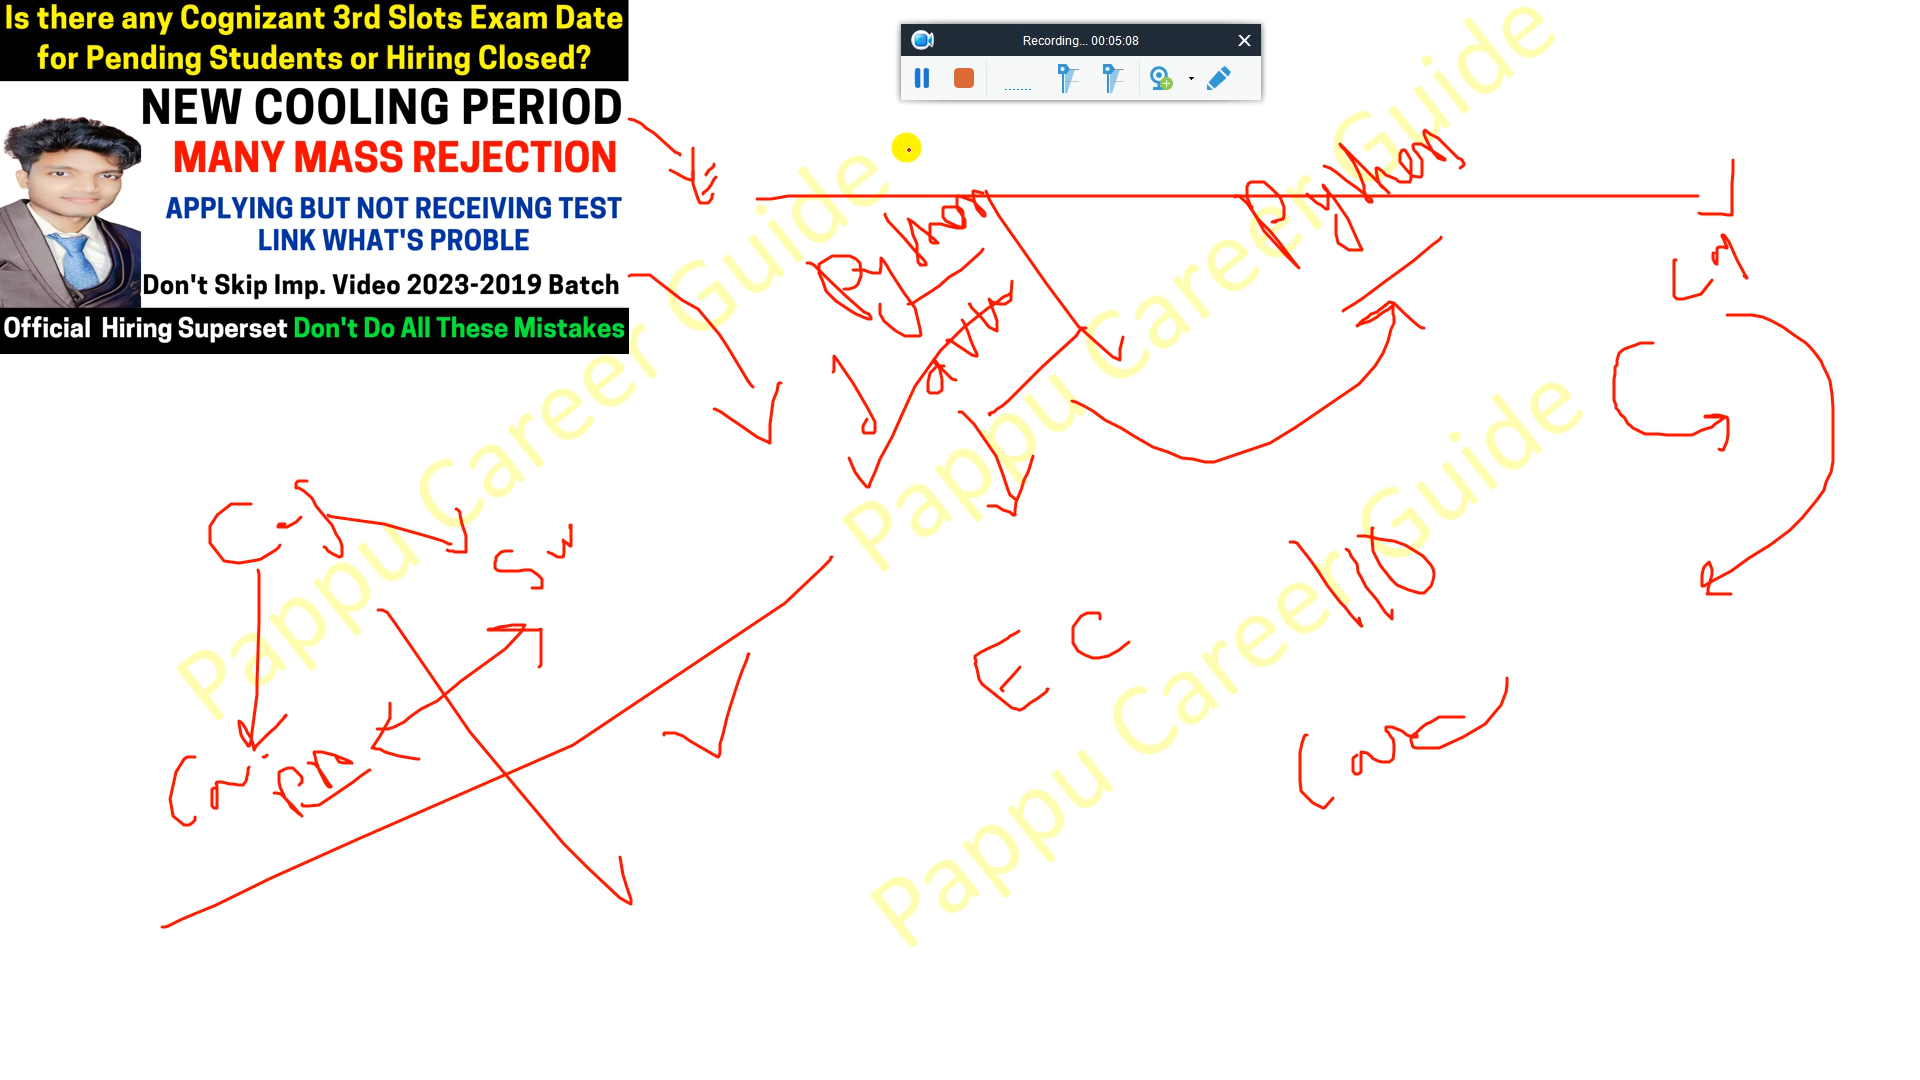 Is there any Cognizant 3rd Slots Exam Date
for Pending Students or Hiring Closed?
NEW COOLING PERIOD
MANY MASS REJECTION
APPLYING BUT NOT RECEIVING TEST
LINK WHAT'S PROBLE
Don't Skip Imp. Video 2023-2019 Batch
Official Hiring Superset Don't Do All These Mistakes
Recording... 00:05:08
Python
Python
E C
Pappu Career Guide
Pappu Career Guide
Pappu Career Guide